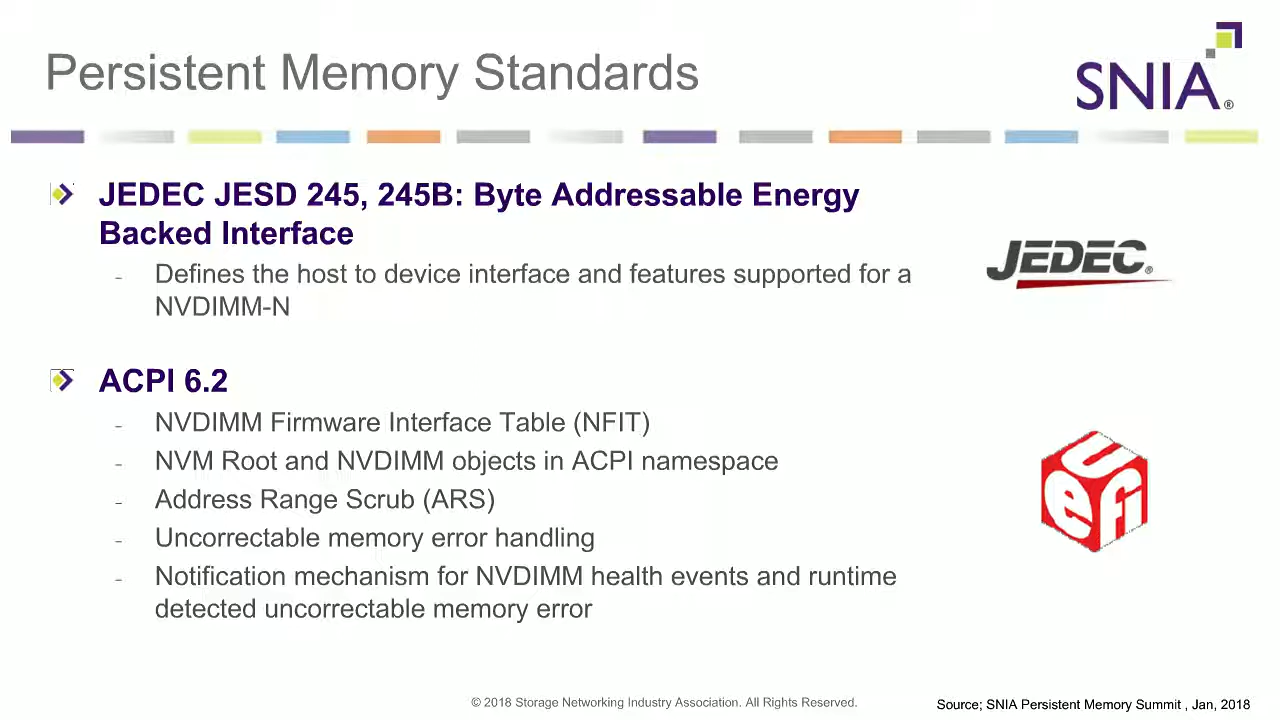 Persistent Memory Standards
SNIA®
JEDEC JESD 245, 245B: Byte Addressable Energy
Backed Interface
- Defines the host to device interface and features supported for a
NVDIMM-N
JEDEC®
ACPI 6.2
- NVDIMM Firmware Interface Table (NFIT)
- NVM Root and NVDIMM objects in ACPI namespace
- Address Range Scrub (ARS)
- Uncorrectable memory error handling
- Notification mechanism for NVDIMM health events and runtime
detected uncorrectable memory error
UEFI
© 2018 Storage Networking Industry Association. All Rights Reserved.
Source; SNIA Persistent Memory Summit , Jan, 2018